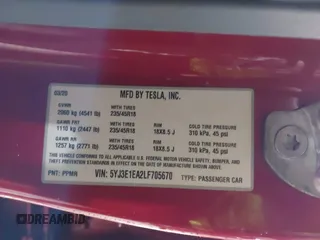 MFD BY TESLA, INC.
03/20
GVWR WITH TIRES
2060 kg (4541 lb) 235/45R18
GAWR FRT WITH TIRES RIM COLD TIRE PRESSURE
1110 kg (2447 lb) 235/45R18 18X8.5 J 310 kPa, 45 psi
GAWR RR WITH TIRES RIM COLD TIRE PRESSURE
1257 kg (2771 lb) 235/45R18 18X8.5 J 310 kPa, 45 psi
THIS VEHICLE CONFORMS TO ALL APPLICABLE FEDERAL MOTOR VEHICLE SAFETY, BUMPER AND THEFT PREVENTION STANDARDS IN EFFECT ON THE DATE OF MANUFACTURE SHOWN ABOVE.
PNT: PPMR VIN: 5YJ3E1EA2LF705670 TYPE: PASSENGER CAR
DREAMBID